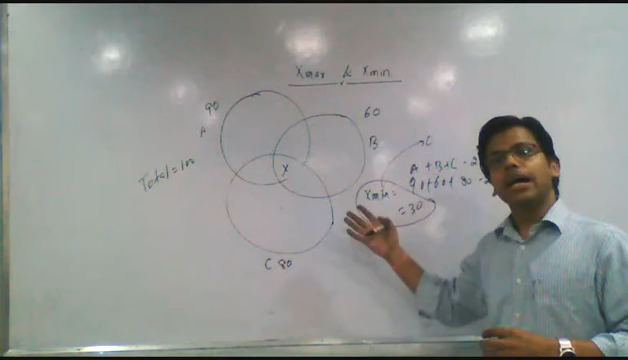 Xmax & Xmin
90
A
60
B
Total=100
X
C 80
C
A + B+C - 2
Xmin = 90+60+80 - 2
= 30